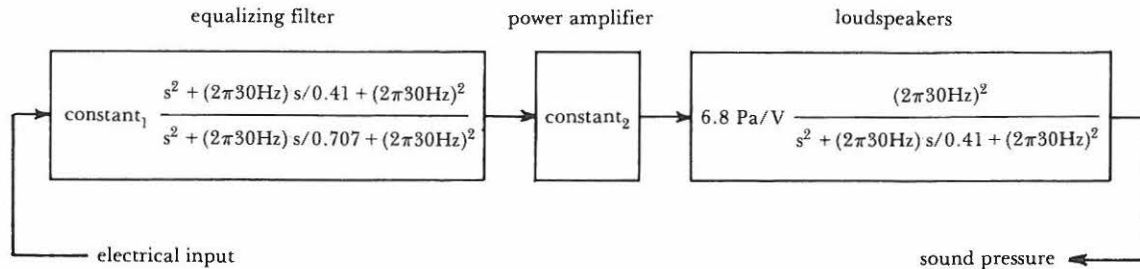 equalizing filter power amplifier loudspeakers
constant₁ s² + (2π30Hz) s/0.41 + (2π30Hz)² / s² + (2π30Hz) s/0.707 + (2π30Hz)²
constant₂
6.8 Pa/V (2π30Hz)² / s² + (2π30Hz) s/0.41 + (2π30Hz)²
electrical input sound pressure